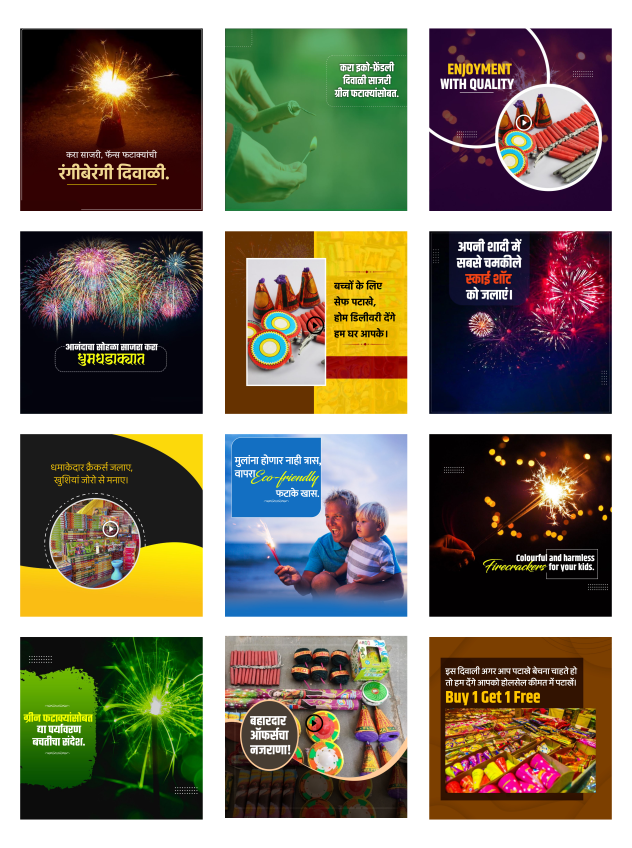 करा साजरी, फॅन्स फटाक्यांची
रंगीबेरंगी दिवाळी.
करा इको-फ्रेंडली
दिवाळी साजरी
ग्रीन फटाक्यांसोबत.
ENJOYMENT
WITH QUALITY
आनंदाचा सोहळा साजरा करा
धुमधडाक्यात
बच्चों के लिए
सेफ पटाखे,
होम डिलीवरी देंगे
हम घर आपके।
अपनी शादी में
सबसे चमकीले
स्काई शॉट
को जलाएं।
धमाकेदार क्रैकर्स जलाए,
खुशियां जोरो से मनाए।
मुलांना होणार नाही त्रास,
वापरा Eco-friendly
फटाके खास.
Colourful and harmless
Firecrackers for your kids.
ग्रीन फटाक्यांसोबत
द्या पर्यावरण
बचतीचा संदेश.
बहारदार
ऑफर्सचा
नजराणा!
इस दिवाली अगर आप पटाखे बेचना चाहते हो
तो हम देंगे आपको होलसेल कीमत में पटाखें।
Buy 1 Get 1 Free